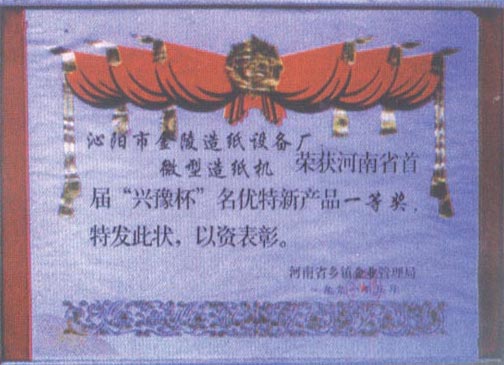 沁阳市金陵造纸设备厂
微型造纸机 荣获河南省首
届“兴豫杯”名优特新产品一等奖，
特发此状，以资表彰。
河南省乡镇企业管理局